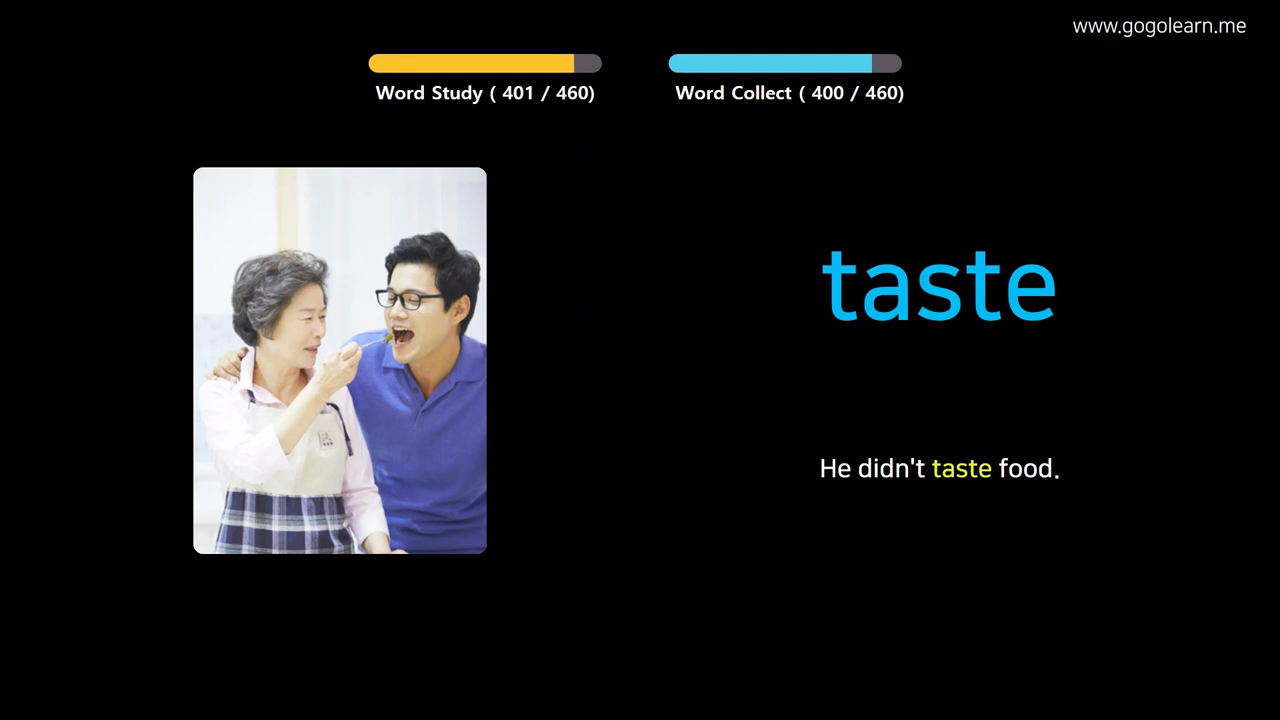 www.gogolearn.me
Word Study ( 401 / 460)
Word Collect ( 400 / 460)
taste
He didn't taste food.